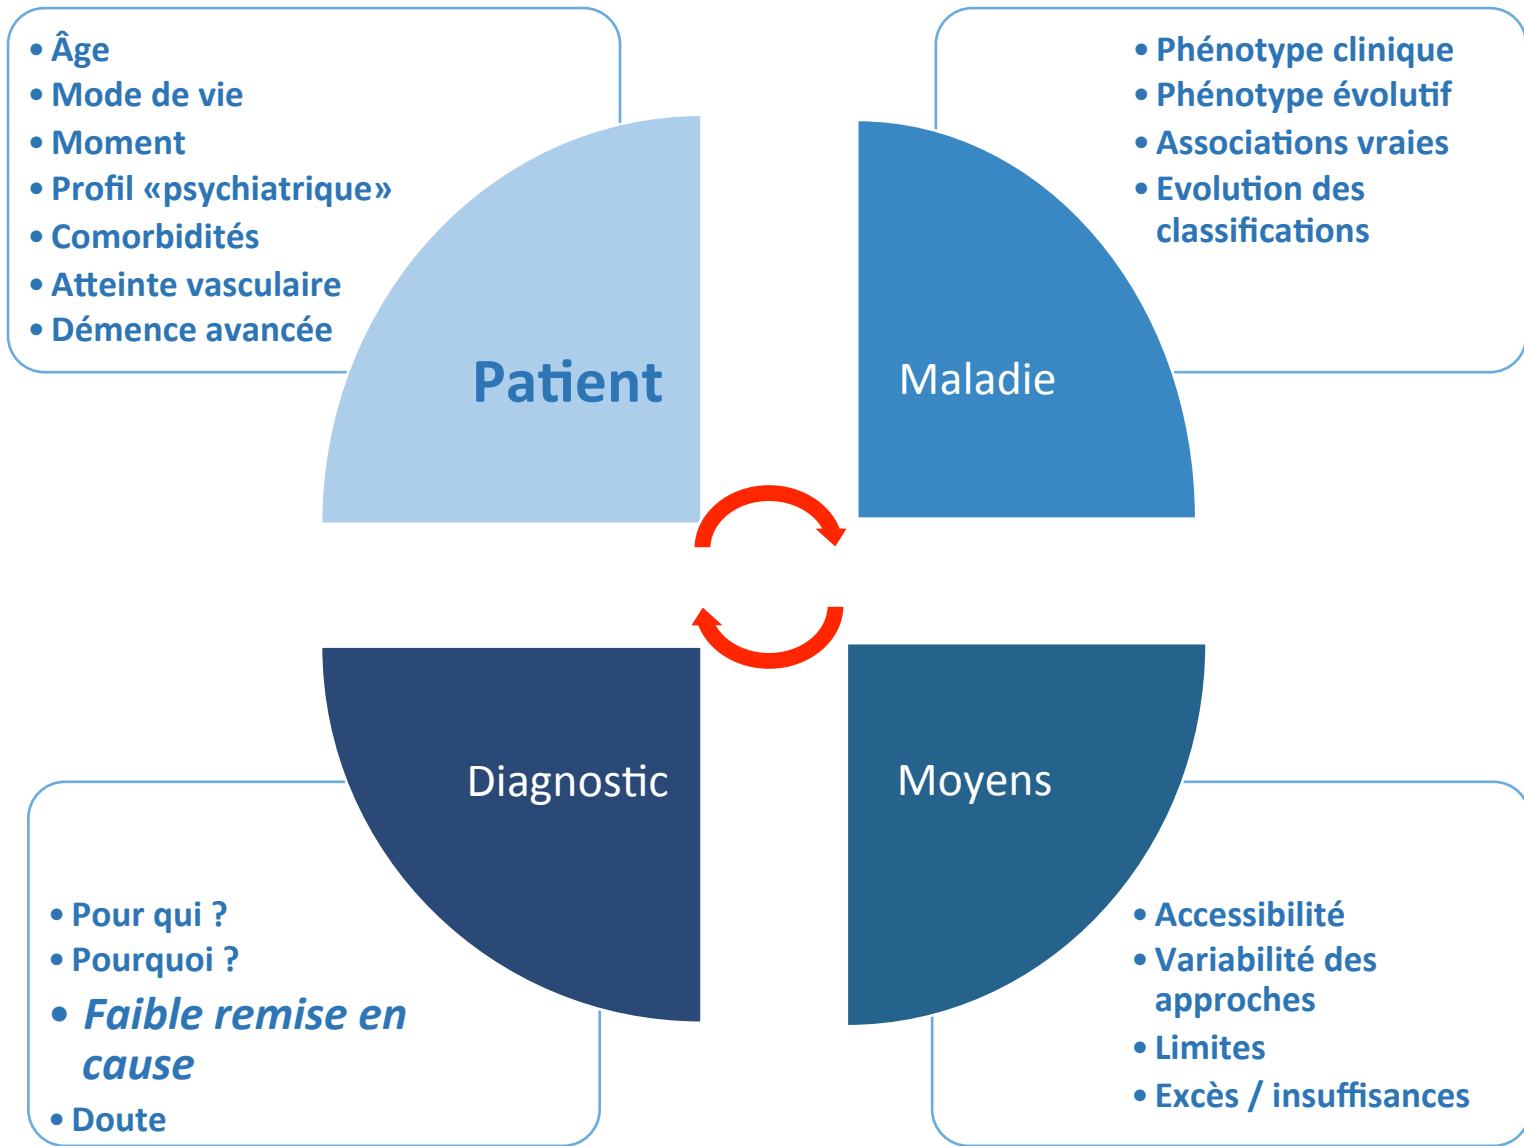 • Âge
• Mode de vie
• Moment
• Profil «psychiatrique»
• Comorbidités
• Atteinte vasculaire
• Démence avancée
Patient
• Phénotype clinique
• Phénotype évolutif
• Associations vraies
• Evolution des
classifications
Maladie
Diagnostic
• Pour qui ?
• Pourquoi ?
• Faible remise en
cause
• Doute
Moyens
• Accessibilité
• Variabilité des
approches
• Limites
• Excès / insuffisances